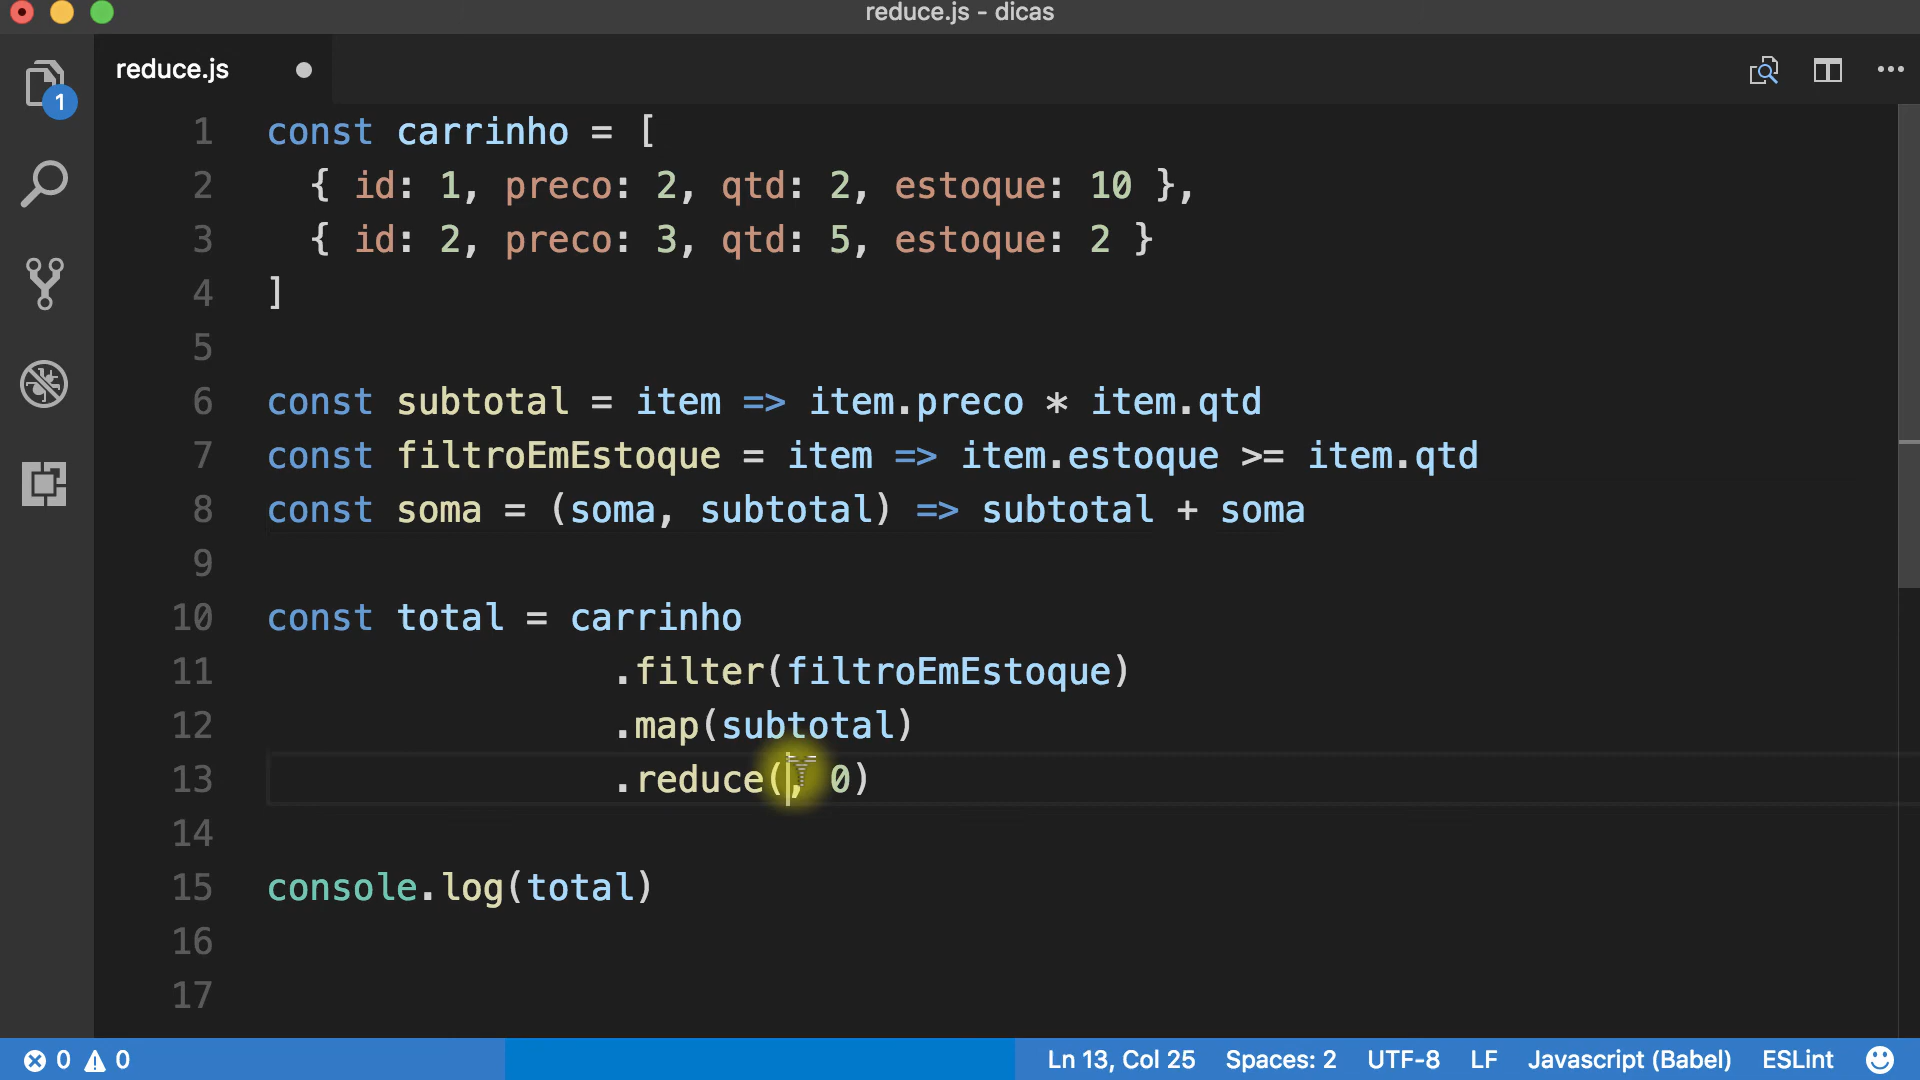 reduce.js - dicas
reduce.js
1
1 const carrinho = [
2 { id: 1, preco: 2, qtd: 2, estoque: 10 },
3 { id: 2, preco: 3, qtd: 5, estoque: 2 }
4 ]
5
6 const subtotal = item => item.preco * item.qtd
7 const filtroEmEstoque = item => item.estoque >= item.qtd
8 const soma = (soma, subtotal) => subtotal + soma
9
10 const total = carrinho
11 .filter(filtroEmEstoque)
12 .map(subtotal)
13 .reduce(, 0)
14
15 console.log(total)
16
17
0 0 Ln 13, Col 25 Spaces: 2 UTF-8 LF Javascript (Babel) ESLint